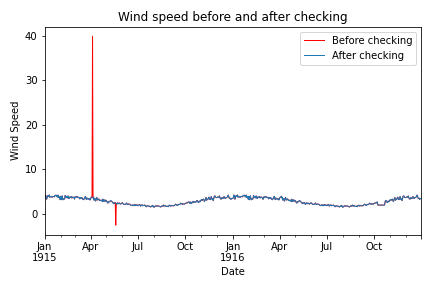 Wind speed before and after checking
Before checking
After checking
Wind Speed
40
30
20
10
0
Jan
1915
Apr
Jul
Oct
Jan
1916
Apr
Jul
Oct
Date